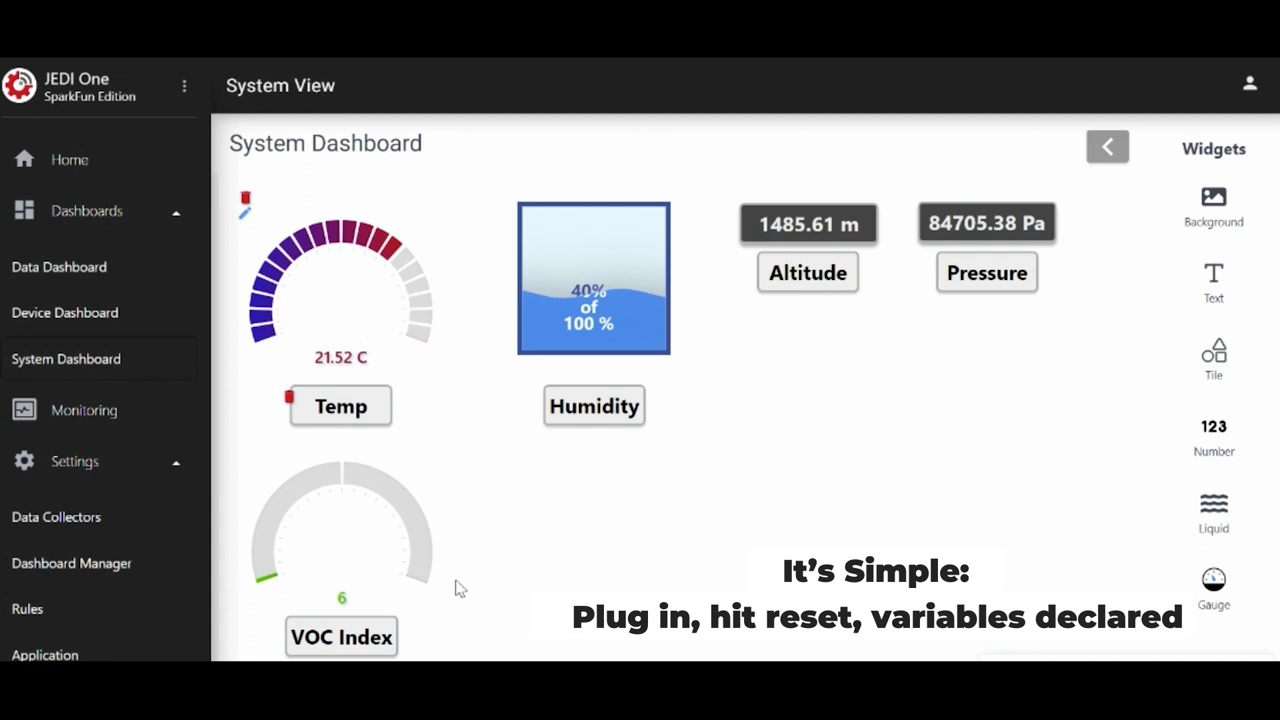 JEDI One
SparkFun Edition
System View
Home
Dashboards
Data Dashboard
Device Dashboard
System Dashboard
Monitoring
Settings
Data Collectors
Dashboard Manager
Rules
Application
System Dashboard
21.52 C
Temp
40%
of
100 %
Humidity
1485.61 m
Altitude
84705.38 Pa
Pressure
6
VOC Index
Widgets
Background
Text
Tile
123
Number
Liquid
Gauge
It’s Simple:
Plug in, hit reset, variables declared